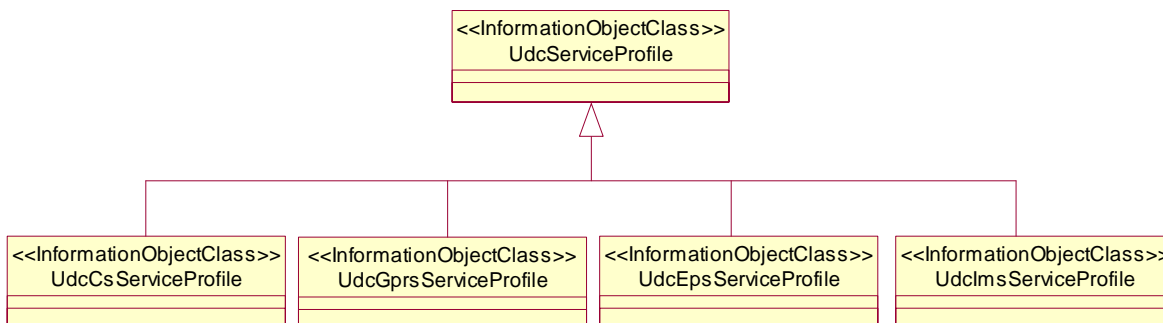 <<InformationObjectClass>>
UdcServiceProfile
<<InformationObjectClass>>
UdcCsServiceProfile
<<InformationObjectClass>>
UdcGprsServiceProfile
<<InformationObjectClass>>
UdcEpsServiceProfile
<<InformationObjectClass>>
UdcImsServiceProfile